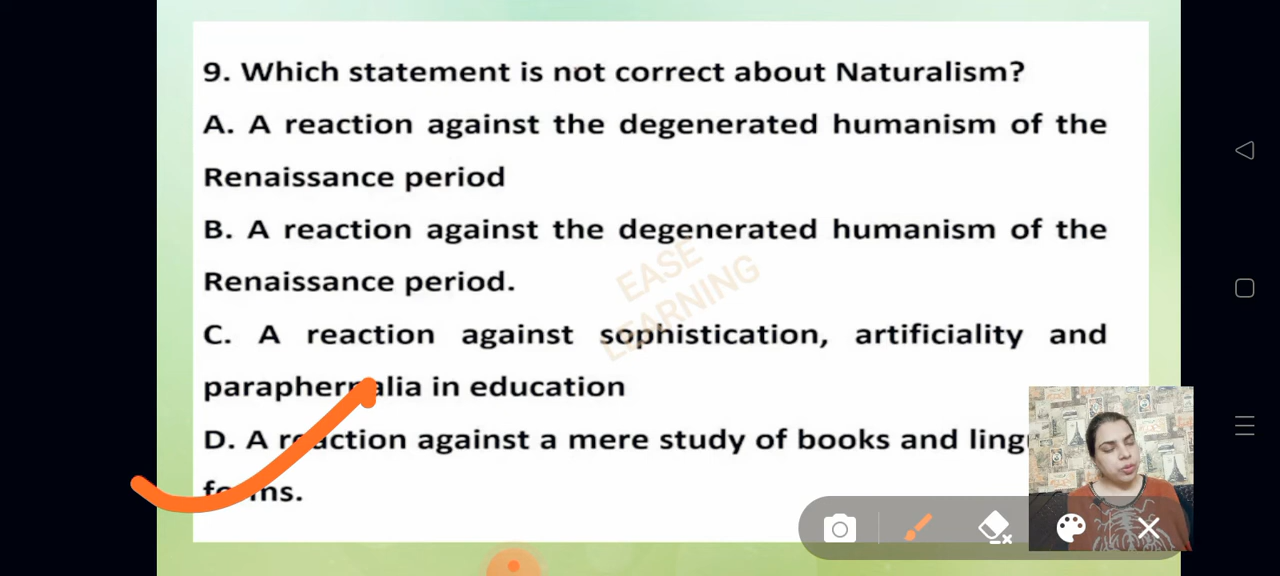 9. Which statement is not correct about Naturalism?
A. A reaction against the degenerated humanism of the
Renaissance period
B. A reaction against the degenerated humanism of the
Renaissance period.
C. A reaction against sophistication, artificiality and
paraphernalia in education
D. A reaction against a mere study of books and
forms.
EASE
LEARNING